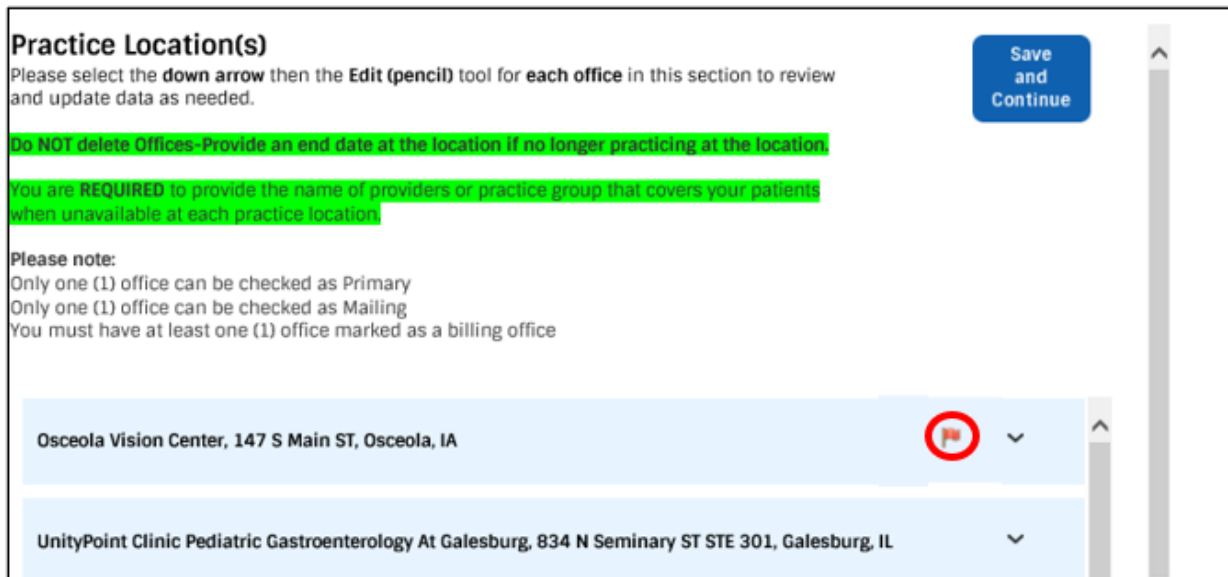 Practice Location(s)
Please select the down arrow then the Edit (pencil) tool for each office in this section to review
and update data as needed.
Save
and
Continue
Do NOT delete Offices-Provide an end date at the location if no longer practicing at the location.
You are REQUIRED to provide the name of providers or practice group that covers your patients
when unavailable at each practice location.
Please note:
Only one (1) office can be checked as Primary
Only one (1) office can be checked as Mailing
You must have at least one (1) office marked as a billing office
Osceola Vision Center, 147 S Main ST, Osceola, IA
UnityPoint Clinic Pediatric Gastroenterology At Galesburg, 834 N Seminary ST STE 301, Galesburg, IL